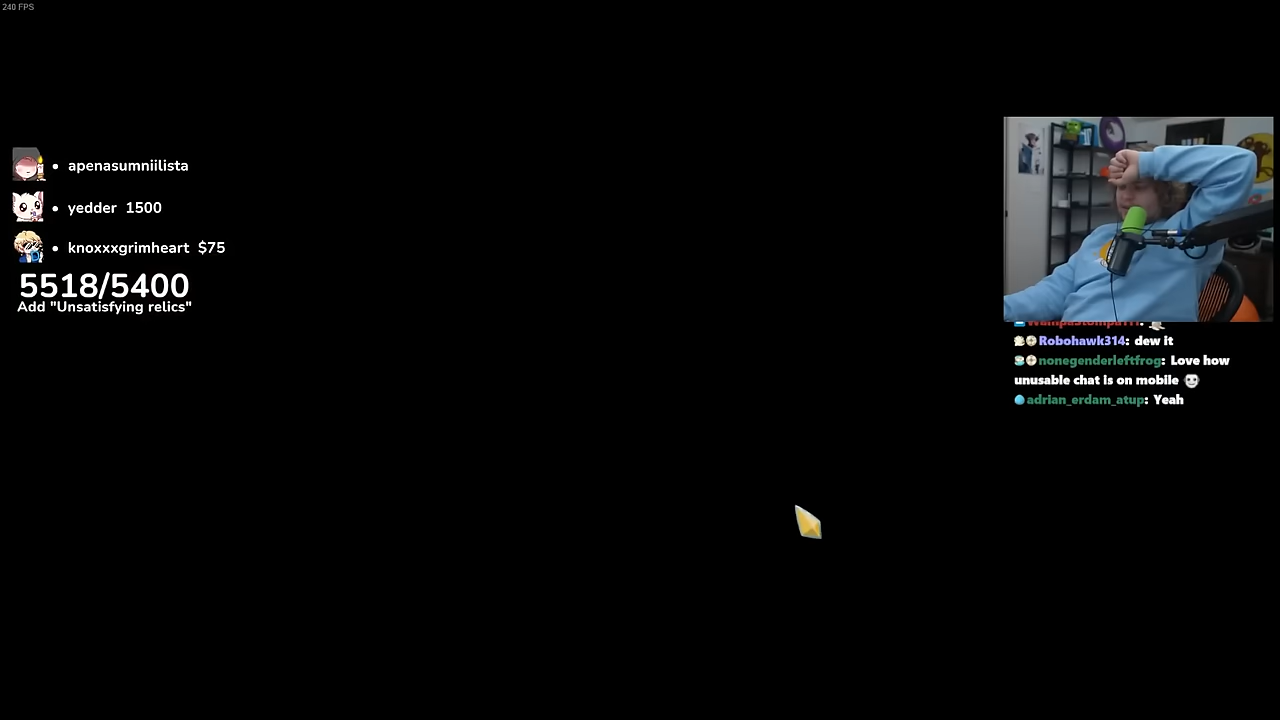 240 FPS
• apenasumniilista
• yedder 1500
• knoxxxgrimheart $75
5518/5400
Add "Unsatisfying relics"
Robohawk314: dew it
nonegenderleftfrog: Love how
unusable chat is on mobile
adrian_erdam_atup: Yeah